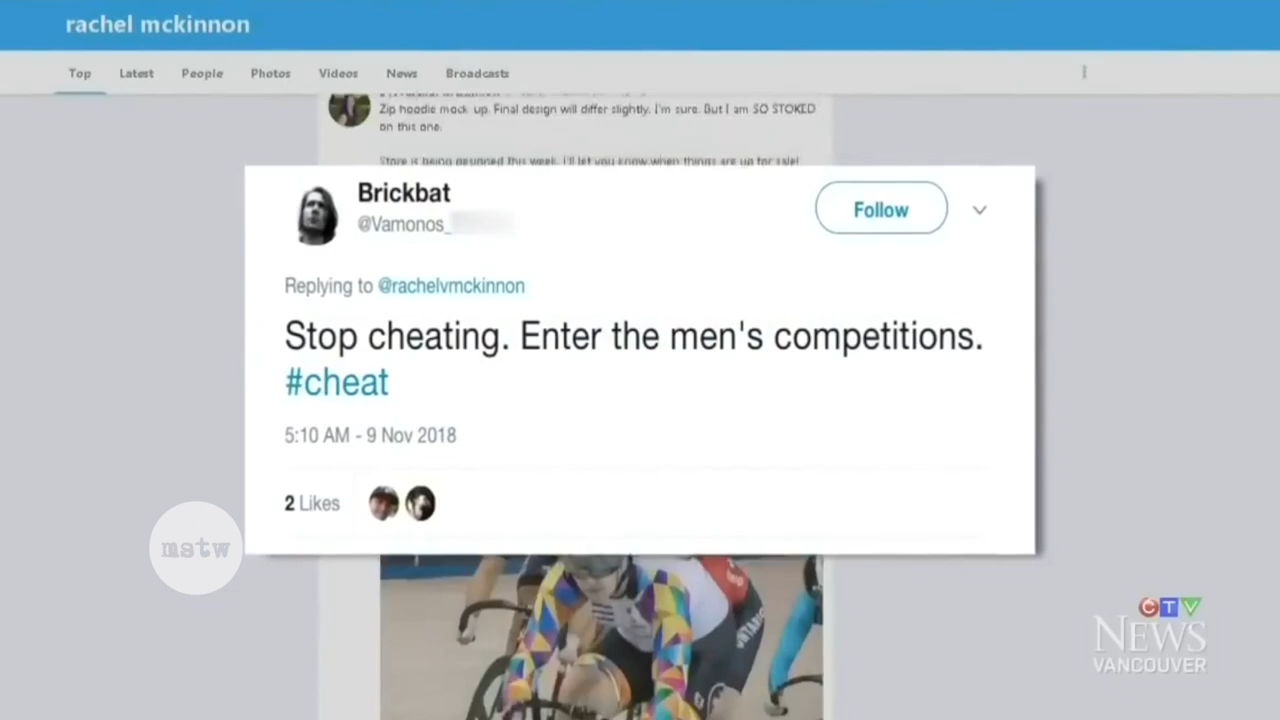 rachel mckinnon
Top Latest People Photos Videos News Broadcasts
Zip hoodie mock up. Final design will differ slightly. I'm sure. But I am SO STOKED
on this one.
Brickbat
@Vamonos_
Follow
Replying to @rachelvmckinnon
Stop cheating. Enter the men's competitions.
#cheat
5:10 AM - 9 Nov 2018
2 Likes
mstw
CTV
NEWS
VANCOUVER